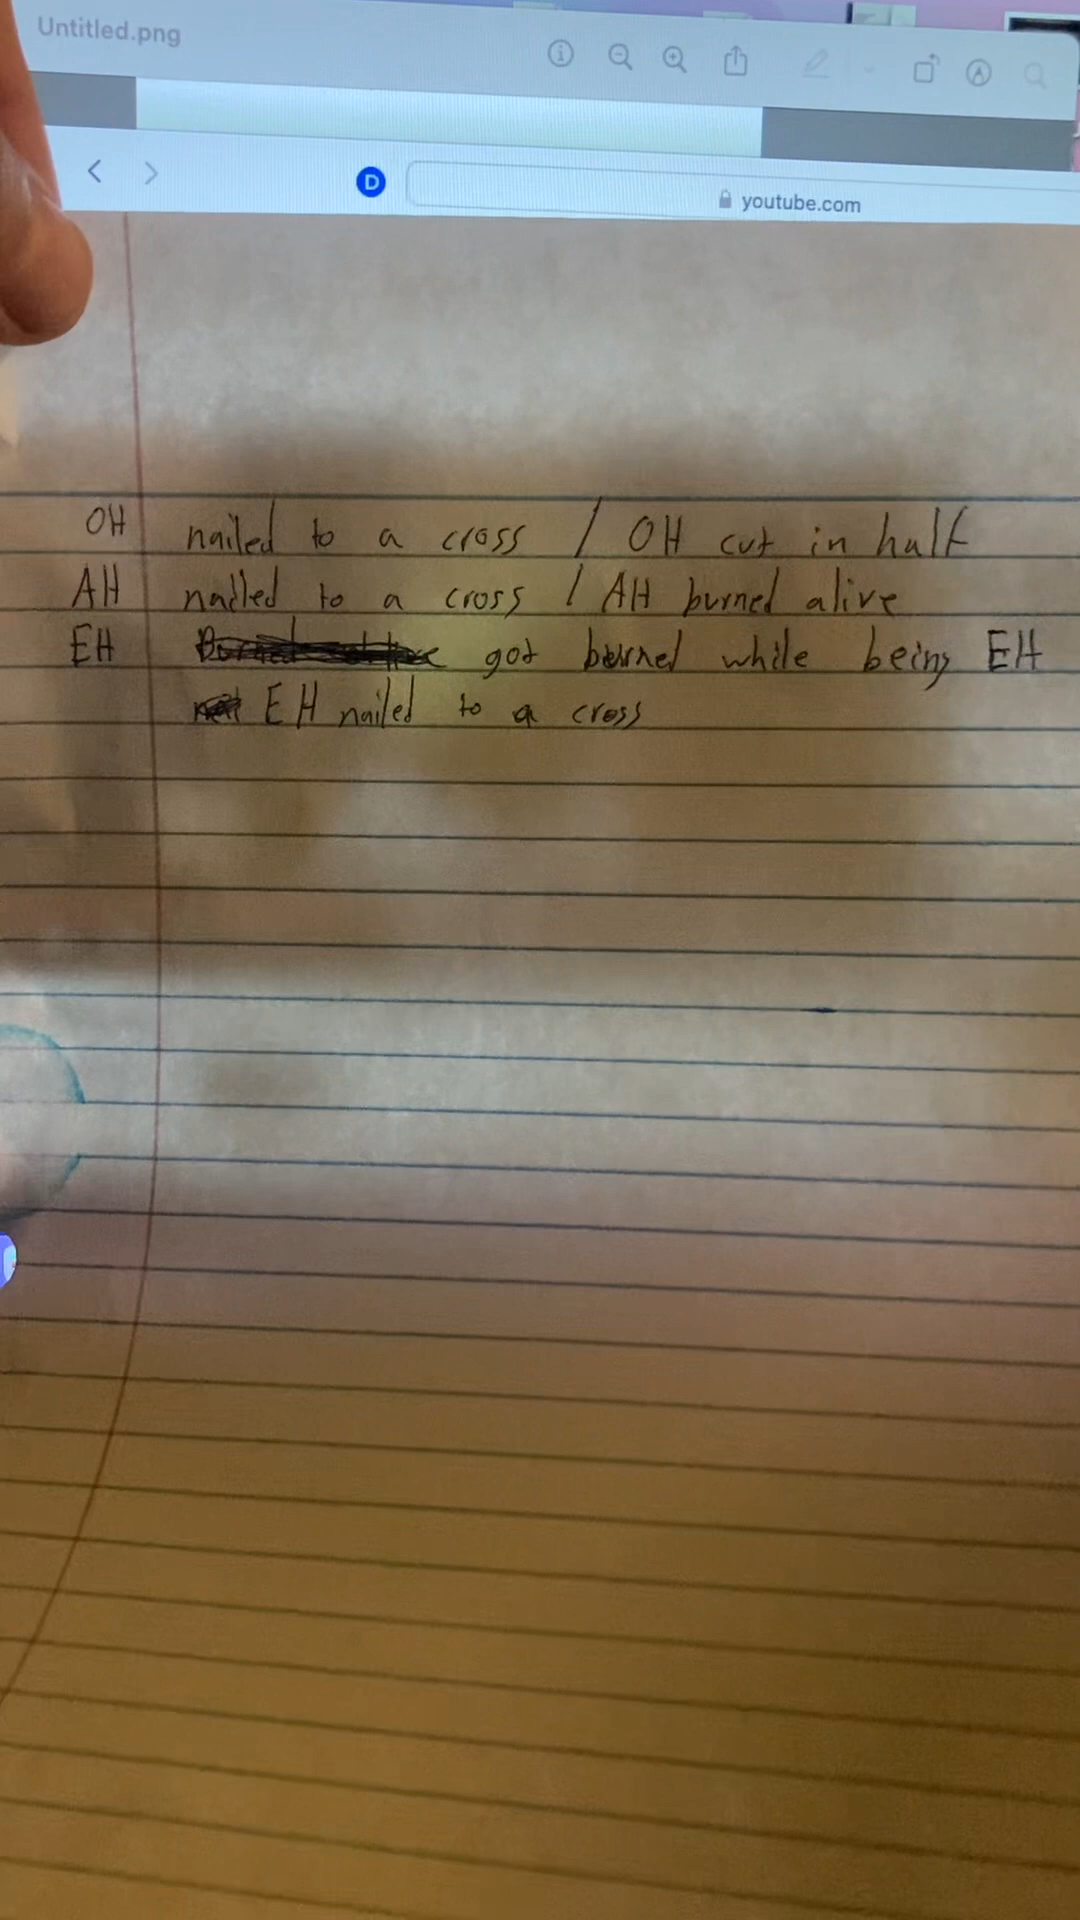 Untitled.png
D
youtube.com
OH nailed to a cross / OH cut in half
AH nailed to a cross / AH burned alive
EH got burned while being EH
EH nailed to a cross